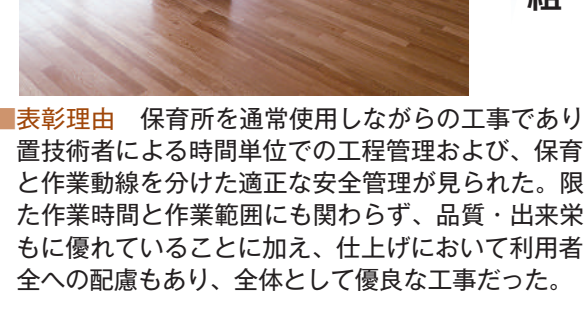 組
■表彰理由　保育所を通常使用しながらの工事であり
置技術者による時間単位での工程管理および、保育
と作業動線を分けた適正な安全管理が見られた。限
た作業時間と作業範囲にも関わらず、品質・出来栄
もに優れていることに加え、仕上げにおいて利用者
全への配慮もあり、全体として優良な工事だった。